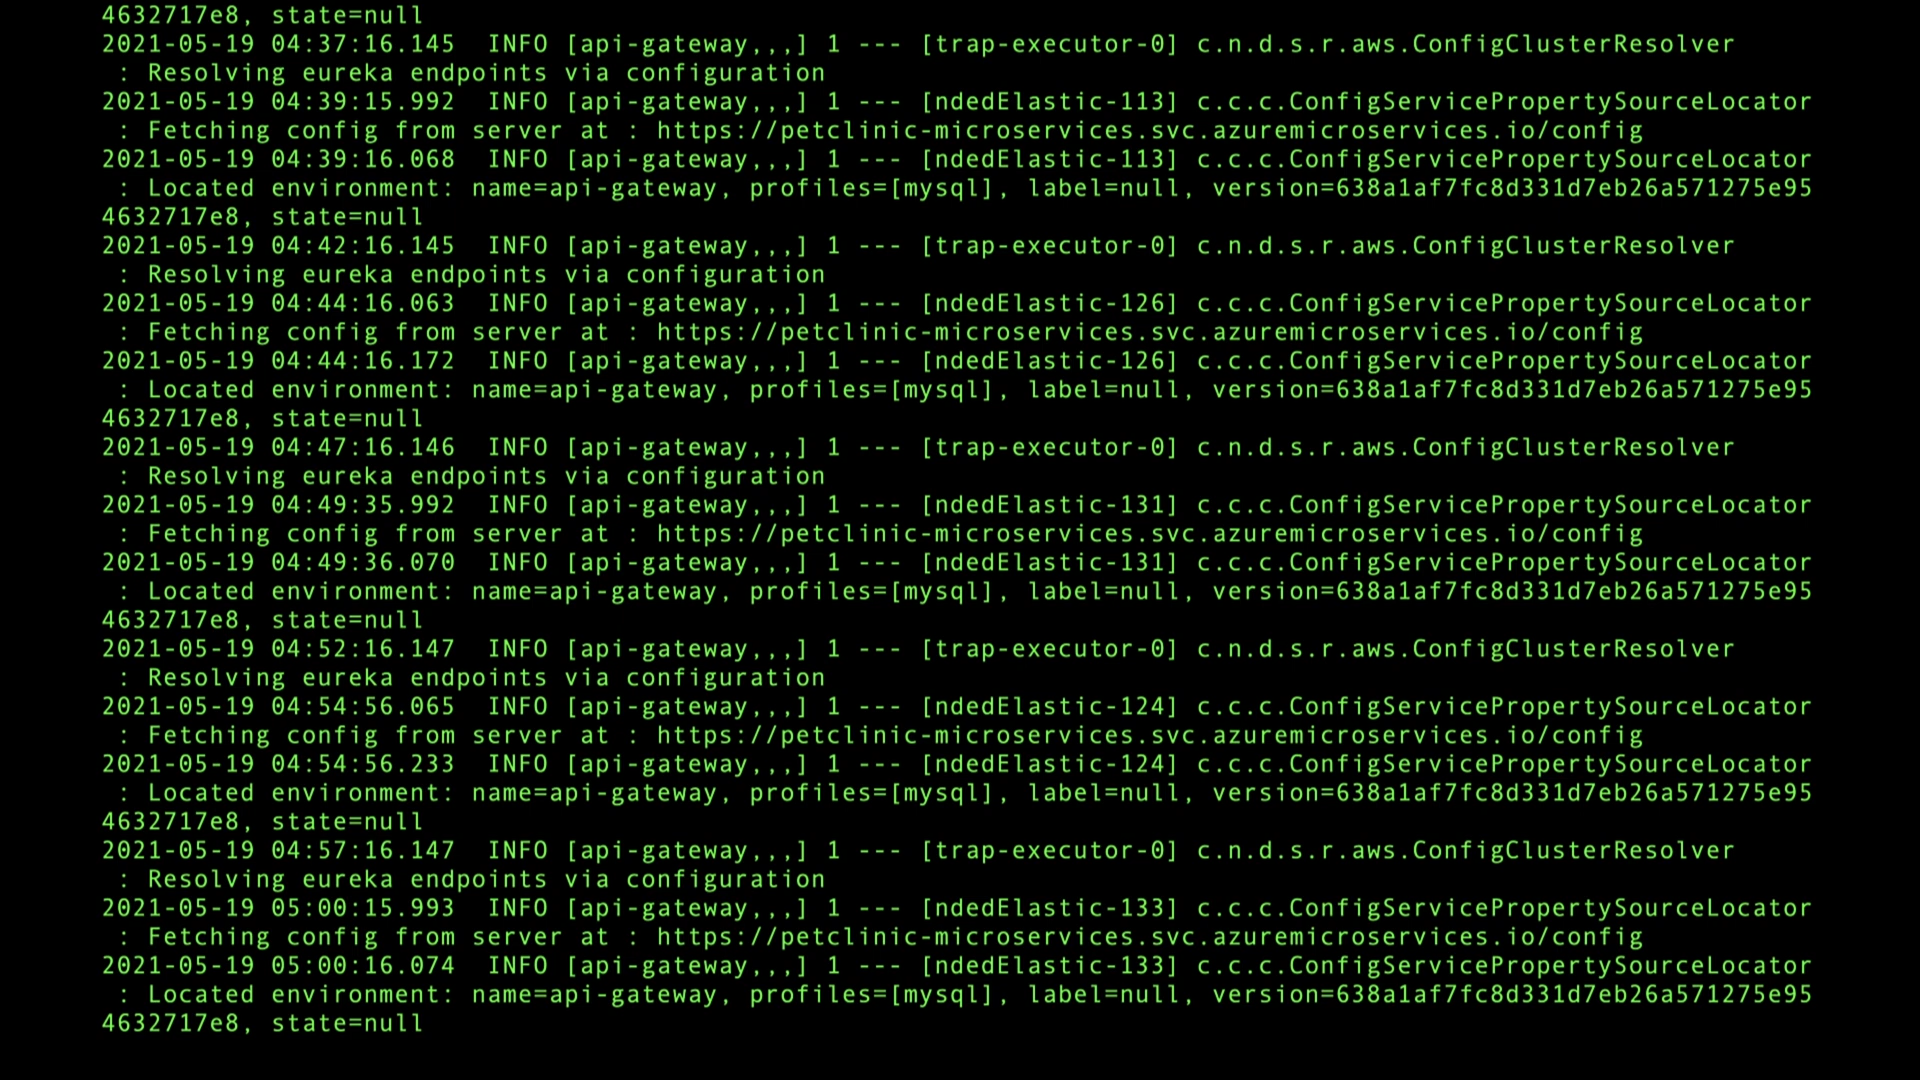 4632717e8, state=null
2021-05-19 04:37:16.145  INFO [api-gateway,,,] 1 --- [trap-executor-0] c.n.d.s.r.aws.ConfigClusterResolver
 : Resolving eureka endpoints via configuration
2021-05-19 04:39:15.992  INFO [api-gateway,,,] 1 --- [ndedElastic-113] c.c.c.ConfigServicePropertySourceLocator
 : Fetching config from server at : https://petclinic-microservices.svc.azuremicroservices.io/config
2021-05-19 04:39:16.068  INFO [api-gateway,,,] 1 --- [ndedElastic-113] c.c.c.ConfigServicePropertySourceLocator
 : Located environment: name=api-gateway, profiles=[mysql], label=null, version=638a1af7fc8d331d7eb26a571275e95
4632717e8, state=null
2021-05-19 04:42:16.145  INFO [api-gateway,,,] 1 --- [trap-executor-0] c.n.d.s.r.aws.ConfigClusterResolver
 : Resolving eureka endpoints via configuration
2021-05-19 04:44:16.063  INFO [api-gateway,,,] 1 --- [ndedElastic-126] c.c.c.ConfigServicePropertySourceLocator
 : Fetching config from server at : https://petclinic-microservices.svc.azuremicroservices.io/config
2021-05-19 04:44:16.172  INFO [api-gateway,,,] 1 --- [ndedElastic-126] c.c.c.ConfigServicePropertySourceLocator
 : Located environment: name=api-gateway, profiles=[mysql], label=null, version=638a1af7fc8d331d7eb26a571275e95
4632717e8, state=null
2021-05-19 04:47:16.146  INFO [api-gateway,,,] 1 --- [trap-executor-0] c.n.d.s.r.aws.ConfigClusterResolver
 : Resolving eureka endpoints via configuration
2021-05-19 04:49:35.992  INFO [api-gateway,,,] 1 --- [ndedElastic-131] c.c.c.ConfigServicePropertySourceLocator
 : Fetching config from server at : https://petclinic-microservices.svc.azuremicroservices.io/config
2021-05-19 04:49:36.070  INFO [api-gateway,,,] 1 --- [ndedElastic-131] c.c.c.ConfigServicePropertySourceLocator
 : Located environment: name=api-gateway, profiles=[mysql], label=null, version=638a1af7fc8d331d7eb26a571275e95
4632717e8, state=null
2021-05-19 04:52:16.147  INFO [api-gateway,,,] 1 --- [trap-executor-0] c.n.d.s.r.aws.ConfigClusterResolver
 : Resolving eureka endpoints via configuration
2021-05-19 04:54:56.065  INFO [api-gateway,,,] 1 --- [ndedElastic-124] c.c.c.ConfigServicePropertySourceLocator
 : Fetching config from server at : https://petclinic-microservices.svc.azuremicroservices.io/config
2021-05-19 04:54:56.233  INFO [api-gateway,,,] 1 --- [ndedElastic-124] c.c.c.ConfigServicePropertySourceLocator
 : Located environment: name=api-gateway, profiles=[mysql], label=null, version=638a1af7fc8d331d7eb26a571275e95
4632717e8, state=null
2021-05-19 04:57:16.147  INFO [api-gateway,,,] 1 --- [trap-executor-0] c.n.d.s.r.aws.ConfigClusterResolver
 : Resolving eureka endpoints via configuration
2021-05-19 05:00:15.993  INFO [api-gateway,,,] 1 --- [ndedElastic-133] c.c.c.ConfigServicePropertySourceLocator
 : Fetching config from server at : https://petclinic-microservices.svc.azuremicroservices.io/config
2021-05-19 05:00:16.074  INFO [api-gateway,,,] 1 --- [ndedElastic-133] c.c.c.ConfigServicePropertySourceLocator
 : Located environment: name=api-gateway, profiles=[mysql], label=null, version=638a1af7fc8d331d7eb26a571275e95
4632717e8, state=null